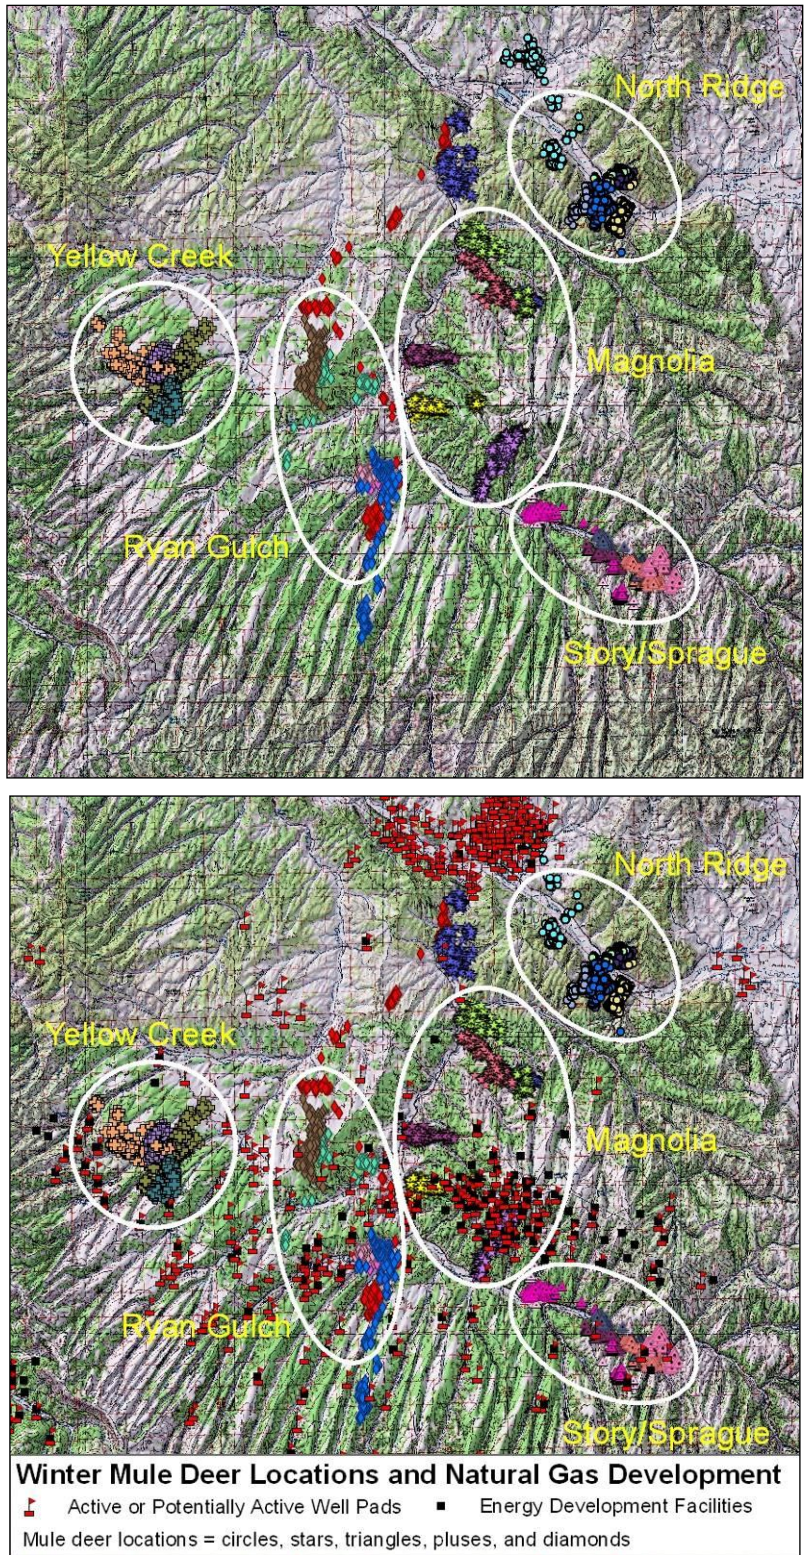 North Ridge
Yellow Creek
Magnolia
Ryan Gulch
Story/Sprague
North Ridge
Yellow Creek
Magnolia
Ryan Gulch
Story/Sprague
Winter Mule Deer Locations and Natural Gas Development
Active or Potentially Active Well Pads Energy Development Facilities
Mule deer locations = circles, stars, triangles, pluses, and diamonds